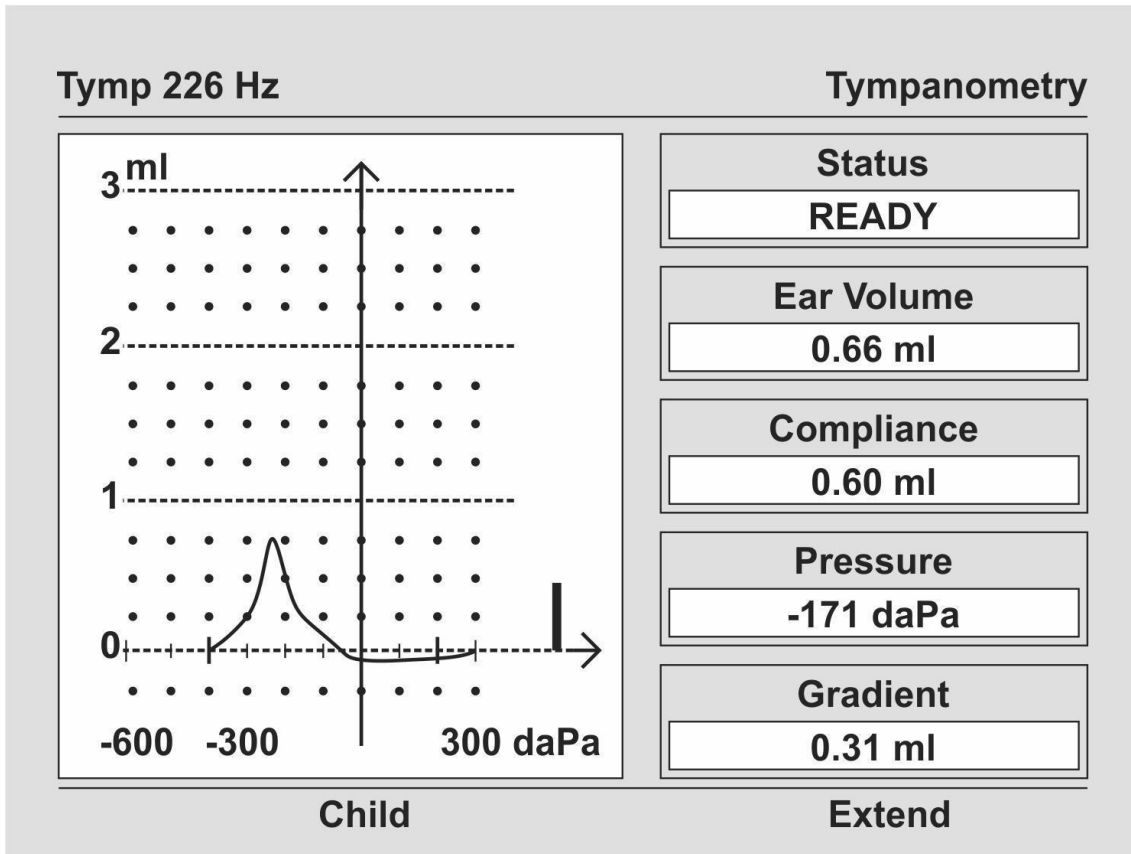 Tymp 226 Hz
Tympanometry
ml
3
2
1
0
-600
-300
300 daPa
Status
READY
Ear Volume
0.66 ml
Compliance
0.60 ml
Pressure
-171 daPa
Gradient
0.31 ml
Child
Extend